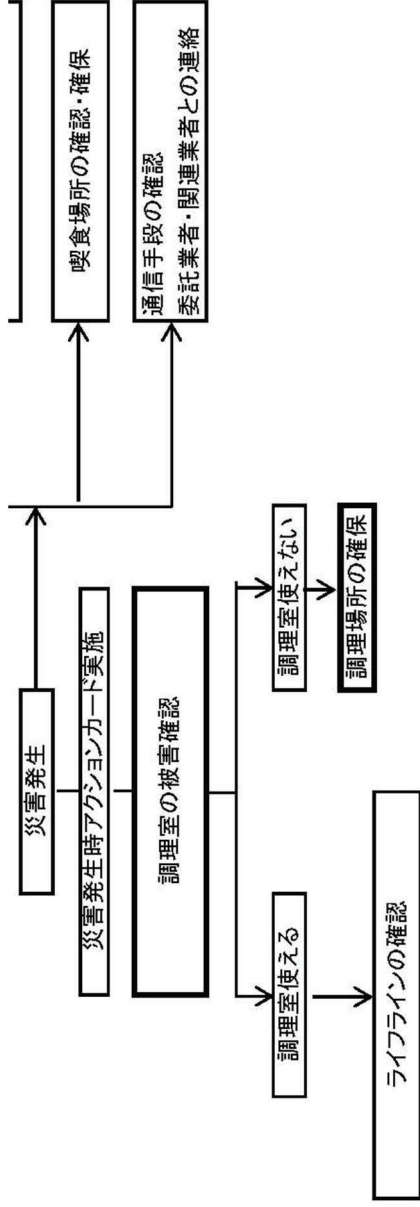 災害発生
災害発生時アクションカード実施
調理室の被害確認
調理室使える
調理室使えない
ライフラインの確認
調理場所の確保
喫食場所の確認・確保
通信手段の確認
委託業者・関連業者との連絡